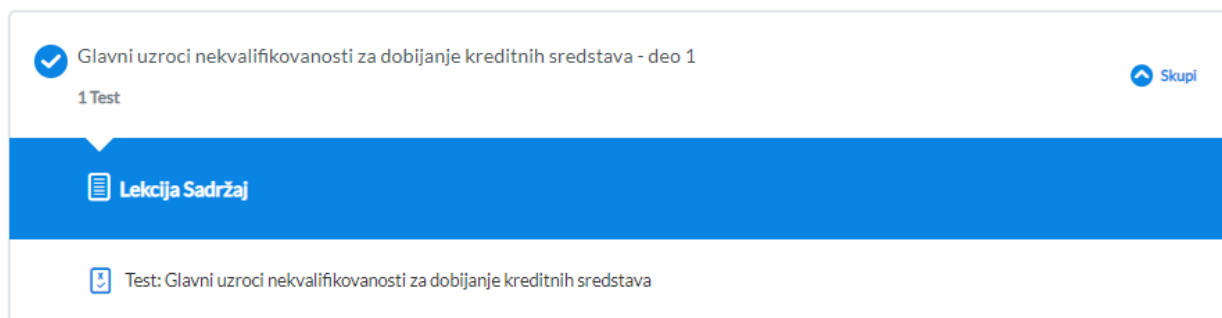 Glavni uzroci nekvalifikovanosti za dobijanje kreditnih sredstava - deo 1
1 Test
Skupi
Lekcija Sadržaj
Test: Glavni uzroci nekvalifikovanosti za dobijanje kreditnih sredstava